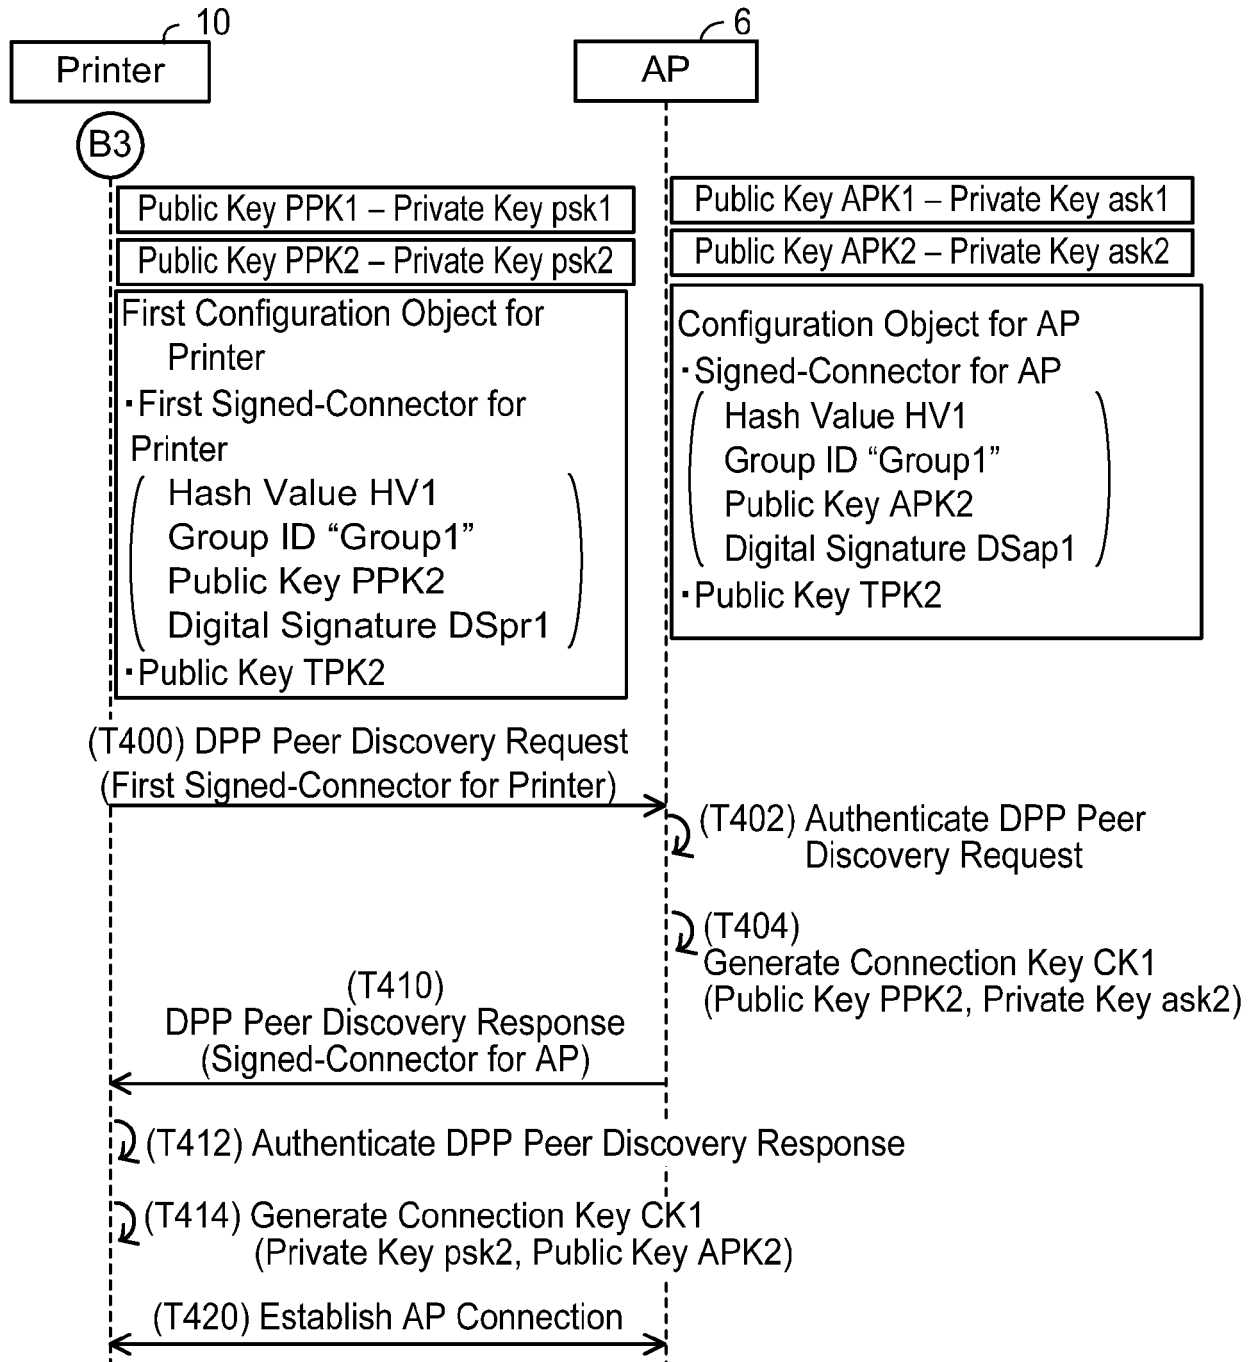 10
Printer
6
AP
B3
Public Key PPK1 – Private Key psk1
Public Key PPK2 – Private Key psk2
First Configuration Object for
Printer
・First Signed-Connector for
Printer
Hash Value HV1
Group ID “Group1”
Public Key PPK2
Digital Signature DSpr1
・Public Key TPK2
Public Key APK1 – Private Key ask1
Public Key APK2 – Private Key ask2
Configuration Object for AP
・Signed-Connector for AP
Hash Value HV1
Group ID “Group1”
Public Key APK2
Digital Signature DSap1
・Public Key TPK2
(T400) DPP Peer Discovery Request
(First Signed-Connector for Printer)
(T402) Authenticate DPP Peer
Discovery Request
(T404)
Generate Connection Key CK1
(Public Key PPK2, Private Key ask2)
(T410)
DPP Peer Discovery Response
(Signed-Connector for AP)
(T412) Authenticate DPP Peer Discovery Response
(T414) Generate Connection Key CK1
(Private Key psk2, Public Key APK2)
(T420) Establish AP Connection